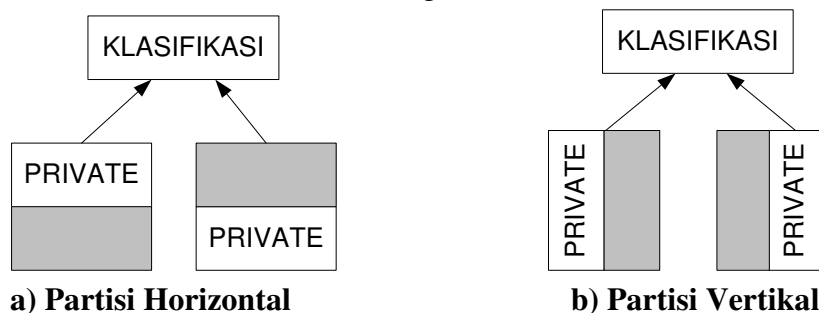 KLASIFIKASI
PRIVATE
PRIVATE
a) Partisi Horizontal
KLASIFIKASI
PRIVATE
PRIVATE
b) Partisi Vertikal